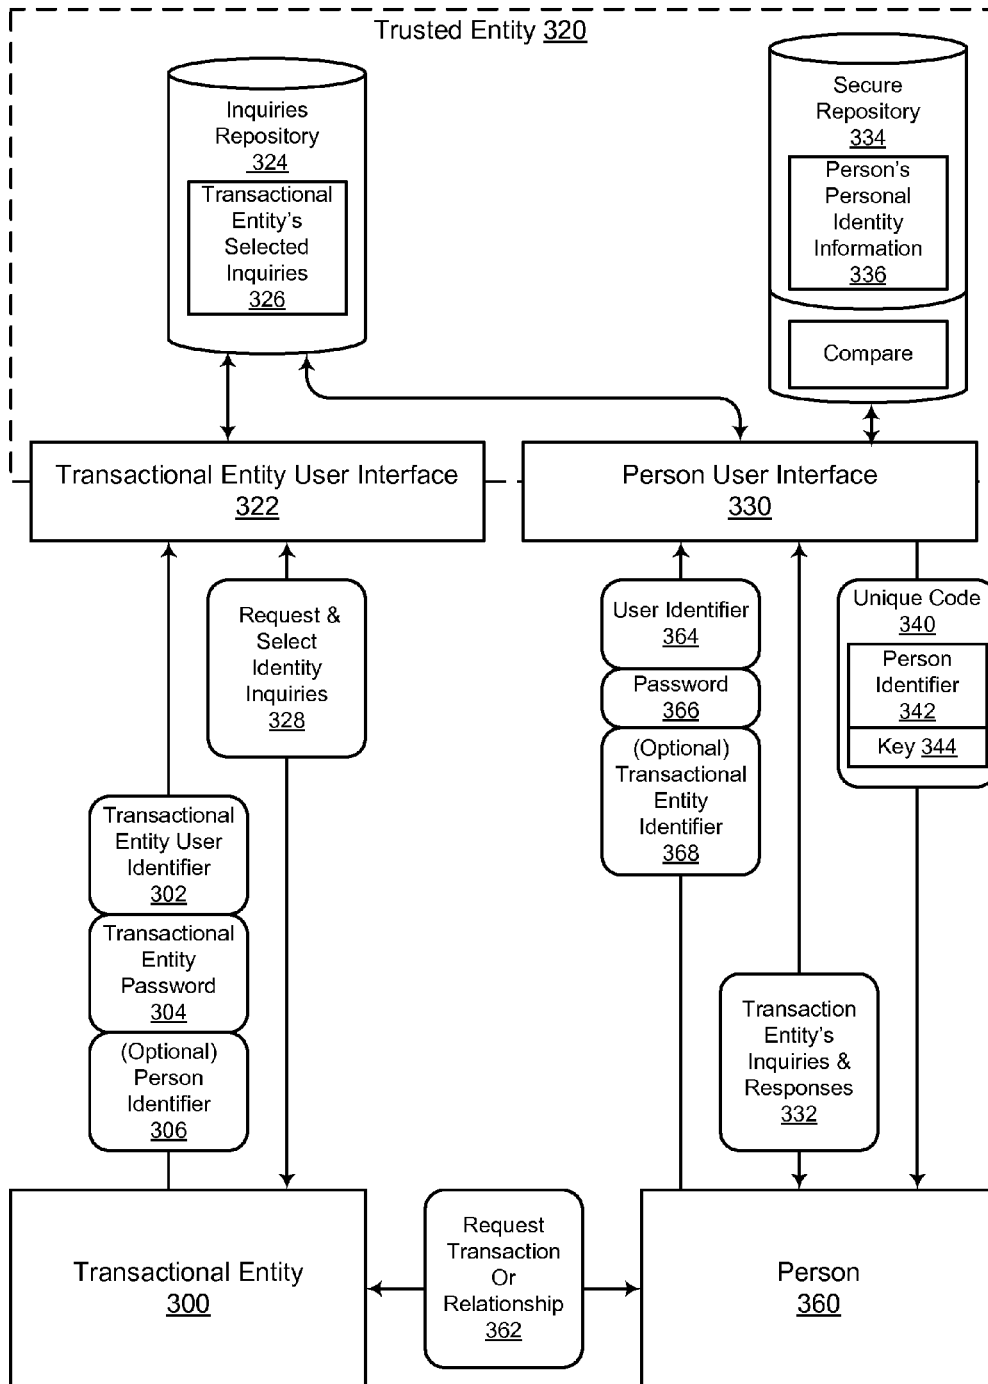 Trusted Entity 320
Inquiries
Repository
324
Transactional
Entity's
Selected
Inquiries
326
Secure
Repository
334
Person's
Personal
Identity
Information
336
Compare
Transactional Entity User Interface
322
Person User Interface
330
Request &
Select
Identity
Inquiries
328
User Identifier
364
Password
366
(Optional)
Transactional
Entity
Identifier
368
Unique Code
340
Person
Identifier
342
Key 344
Transactional
Entity User
Identifier
302
Transactional
Entity
Password
304
(Optional)
Person
Identifier
306
Transaction
Entity's
Inquiries &
Responses
332
Transactional Entity
300
Request
Transaction
Or
Relationship
362
Person
360